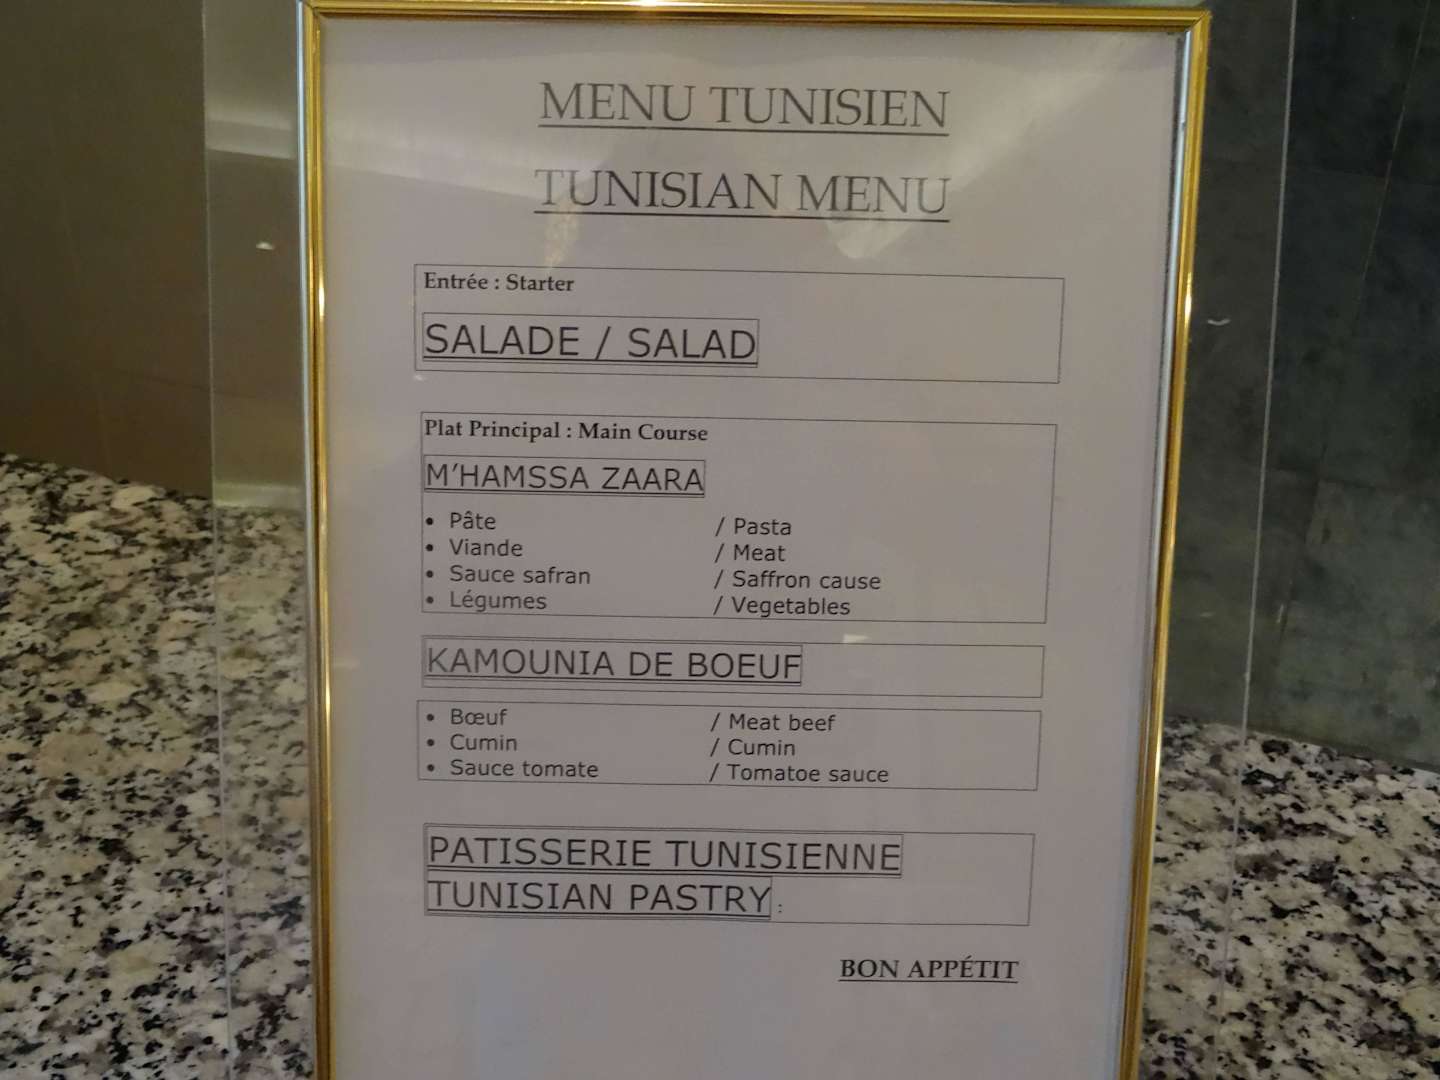 MENU TUNISIEN
TUNISIAN MENU
Entrée : Starter
SALADE / SALAD
Plat Principal : Main Course
M'HAMSSA ZAARA
• Pâte / Pasta
• Viande / Meat
• Sauce safran / Saffron cause
• Légumes / Vegetables
KAMOUNIA DE BOEUF
• Bœuf / Meat beef
• Cumin / Cumin
• Sauce tomate / Tomatoe sauce
PATISSERIE TUNISIENNE
TUNISIAN PASTRY :
BON APPÉTIT